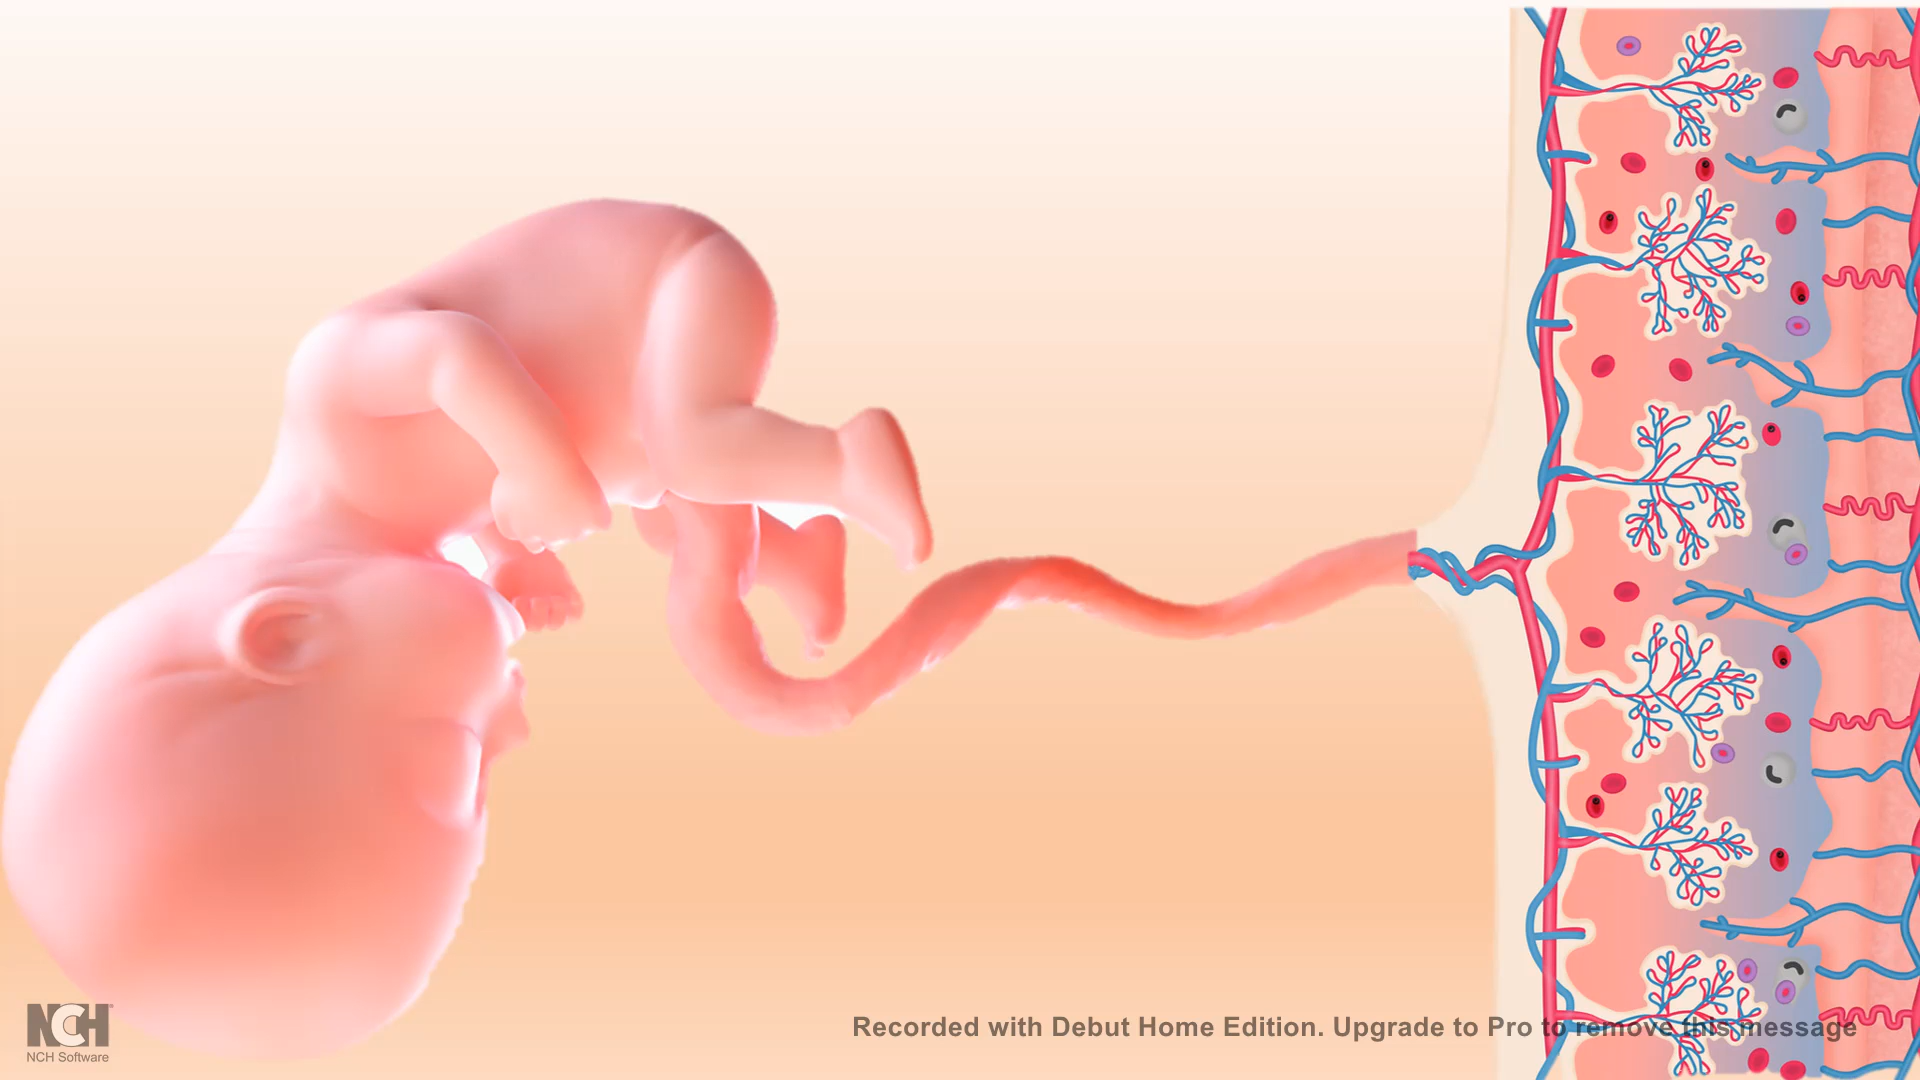 NCH
NCH Software
Recorded with Debut Home Edition. Upgrade to Pro to remove this message